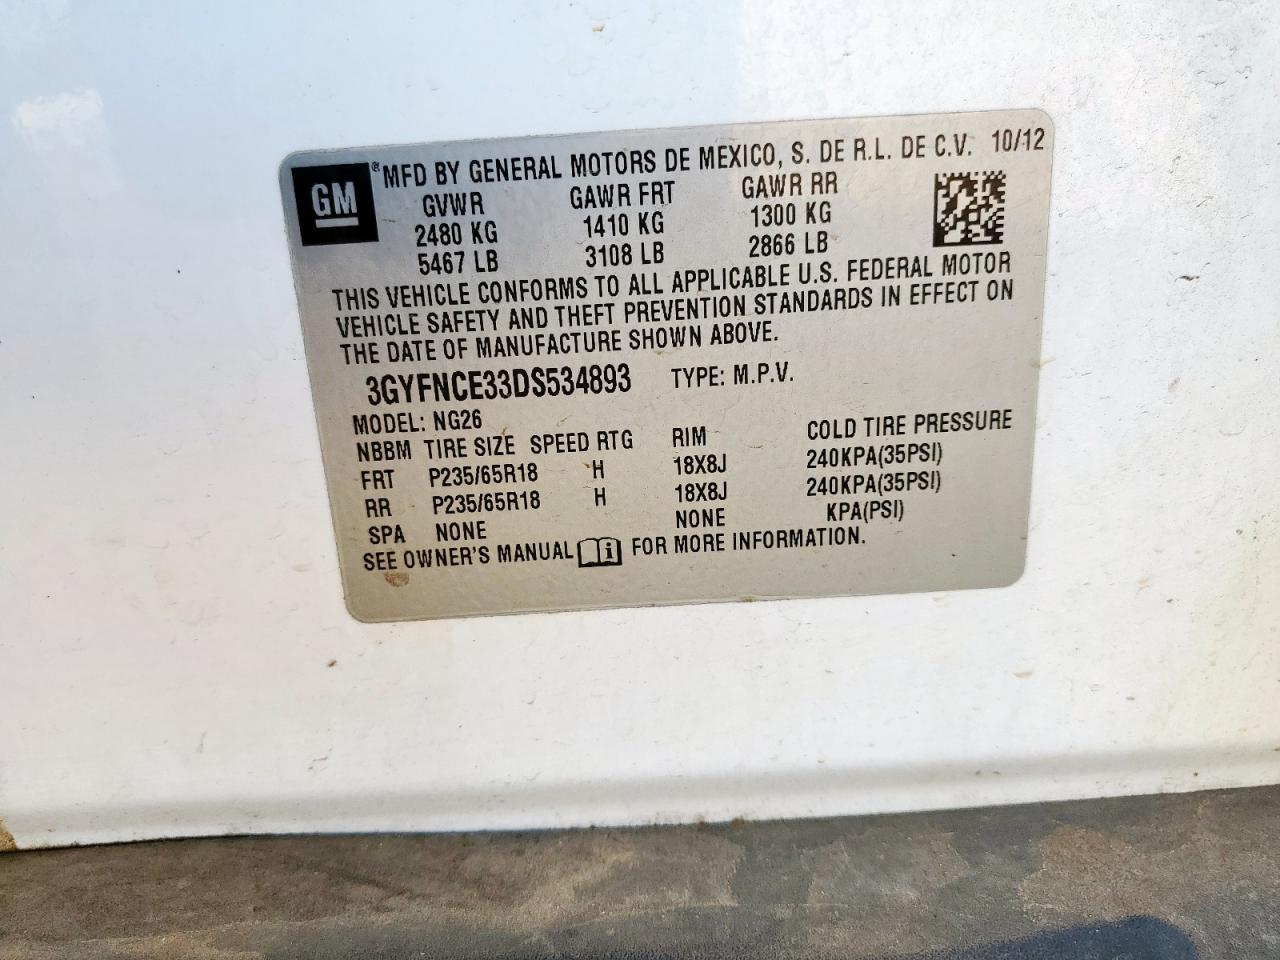 GM ® MFD BY GENERAL MOTORS DE MEXICO, S. DE R.L. DE C.V. 10/12
GVWR GAWR FRT GAWR RR
2480 KG 1410 KG 1300 KG
5467 LB 3108 LB 2866 LB
THIS VEHICLE CONFORMS TO ALL APPLICABLE U.S. FEDERAL MOTOR
VEHICLE SAFETY AND THEFT PREVENTION STANDARDS IN EFFECT ON
THE DATE OF MANUFACTURE SHOWN ABOVE.
3GYFNCE33DS534893 TYPE: M.P.V.
MODEL: NG26
NBBM TIRE SIZE SPEED RTG RIM COLD TIRE PRESSURE
FRT P235/65R18 H 18X8J 240KPA(35PSI)
RR P235/65R18 H 18X8J 240KPA(35PSI)
SPA NONE NONE KPA(PSI)
SEE OWNER'S MANUAL i FOR MORE INFORMATION.